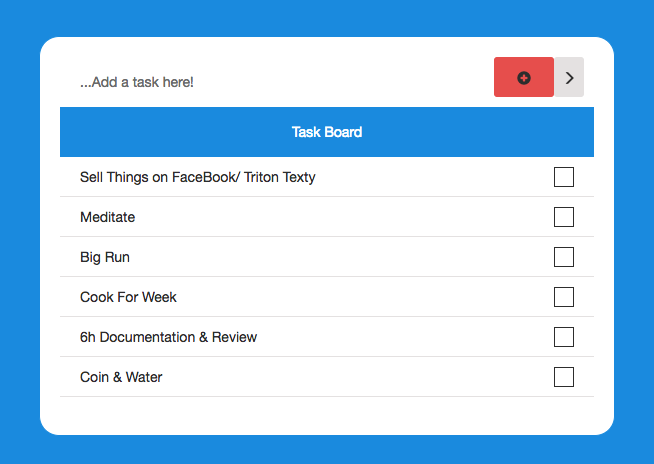 ...Add a task here!
Task Board
Sell Things on FaceBook/ Triton Texty
Meditate
Big Run
Cook For Week
6h Documentation & Review
Coin & Water